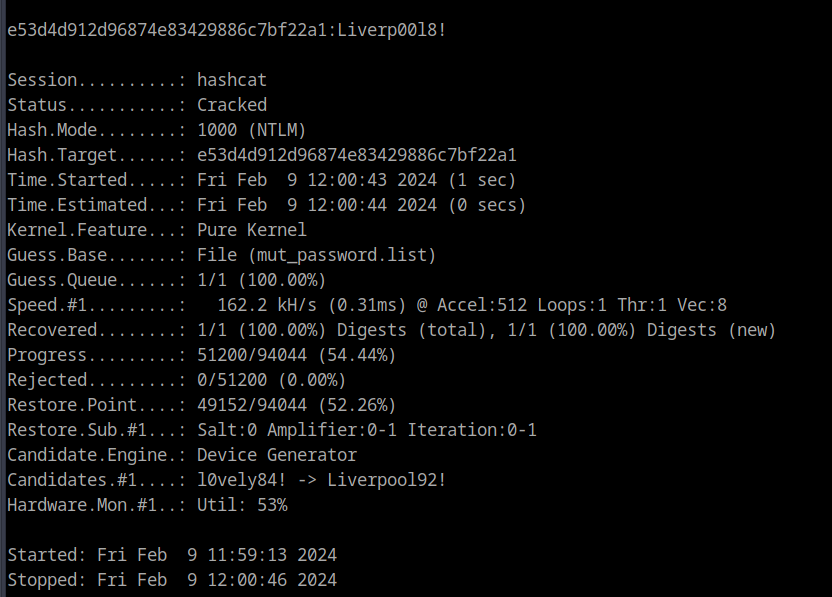 e53d4d912d96874e83429886c7bf22a1:Liverp00l8!
Session..........: hashcat
Status...........: Cracked
Hash.Mode........: 1000 (NTLM)
Hash.Target......: e53d4d912d96874e83429886c7bf22a1
Time.Started.....: Fri Feb  9 12:00:43 2024 (1 sec)
Time.Estimated...: Fri Feb  9 12:00:44 2024 (0 secs)
Kernel.Feature...: Pure Kernel
Guess.Base.......: File (mut_password.list)
Guess.Queue......: 1/1 (100.00%)
Speed.#1.........:   162.2 kH/s (0.31ms) @ Accel:512 Loops:1 Thr:1 Vec:8
Recovered........: 1/1 (100.00%) Digests (total), 1/1 (100.00%) Digests (new)
Progress.........: 51200/94044 (54.44%)
Rejected.........: 0/51200 (0.00%)
Restore.Point....: 49152/94044 (52.26%)
Restore.Sub.#1...: Salt:0 Amplifier:0-1 Iteration:0-1
Candidate.Engine.: Device Generator
Candidates.#1....: l0vely84! -> Liverpool92!
Hardware.Mon.#1..: Util: 53%
Started: Fri Feb  9 11:59:13 2024
Stopped: Fri Feb  9 12:00:46 2024